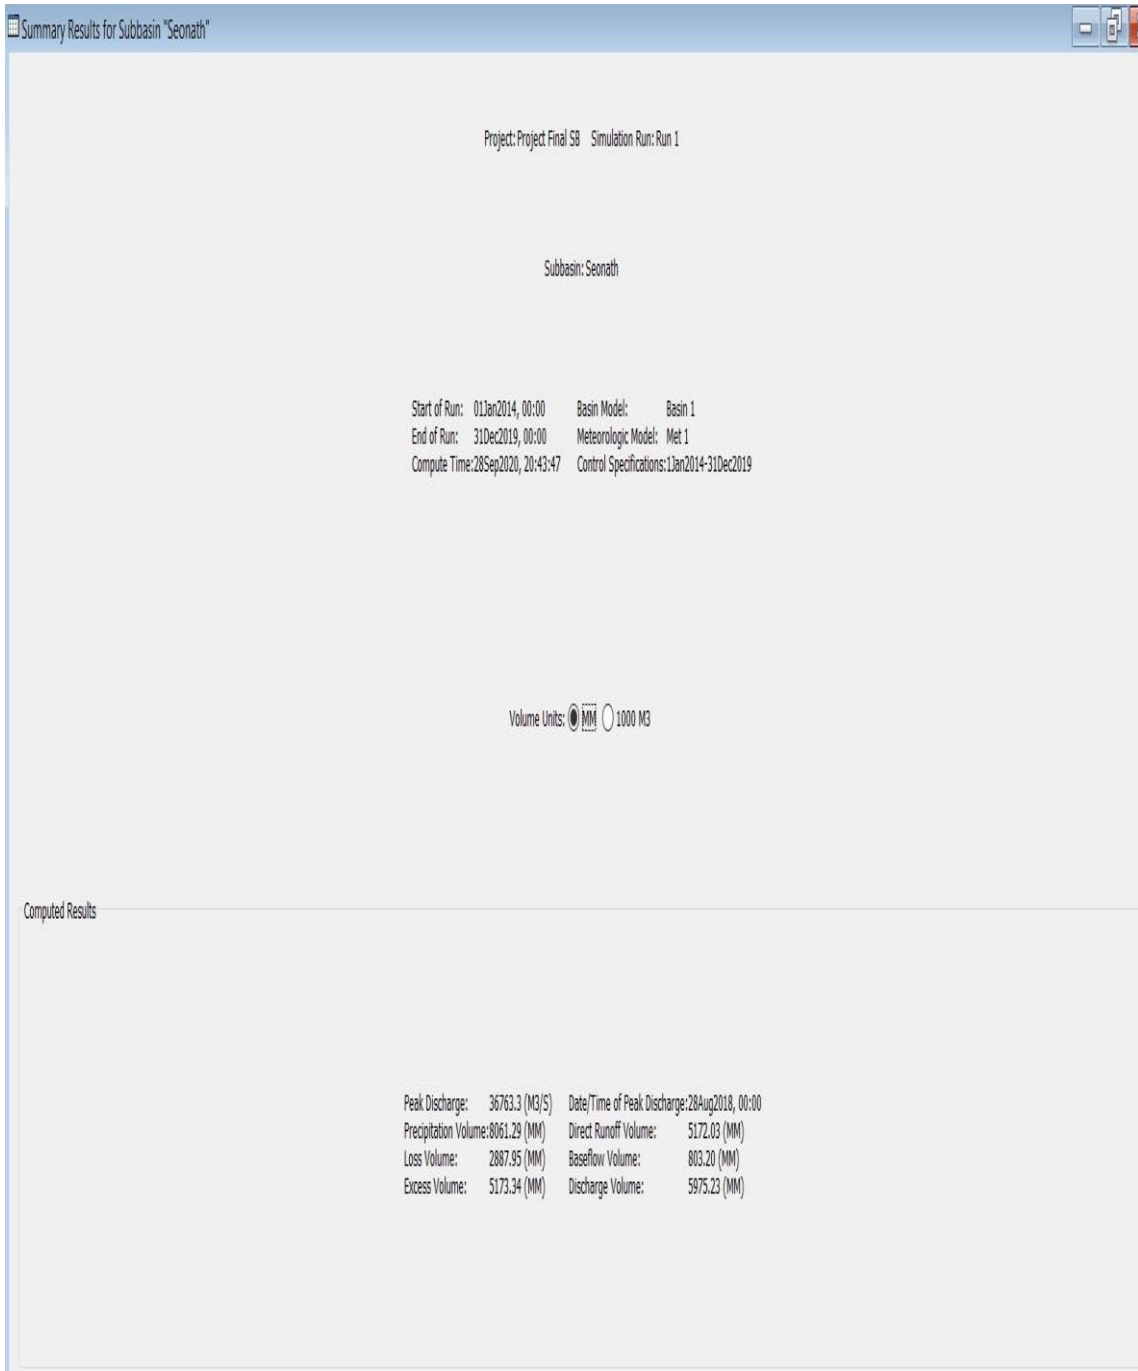 Summary Results for Subbasin "Seonath"
Project: Project Final SB Simulation Run: Run 1
Subbasin: Seonath
Start of Run: 01Jan2014, 00:00 Basin Model: Basin 1
End of Run: 31Dec2019, 00:00 Meteorologic Model: Met 1
Compute Time:28Sep2020, 20:43:47 Control Specifications:1Jan2014-31Dec2019
Volume Units: MM 1000 M3
Computed Results
Peak Discharge: 36763.3 (M3/S) Date/Time of Peak Discharge:28Aug2018, 00:00
Precipitation Volume:8061.29 (MM) Direct Runoff Volume: 5172.03 (MM)
Loss Volume: 2887.95 (MM) Baseflow Volume: 803.20 (MM)
Excess Volume: 5173.34 (MM) Discharge Volume: 5975.23 (MM)